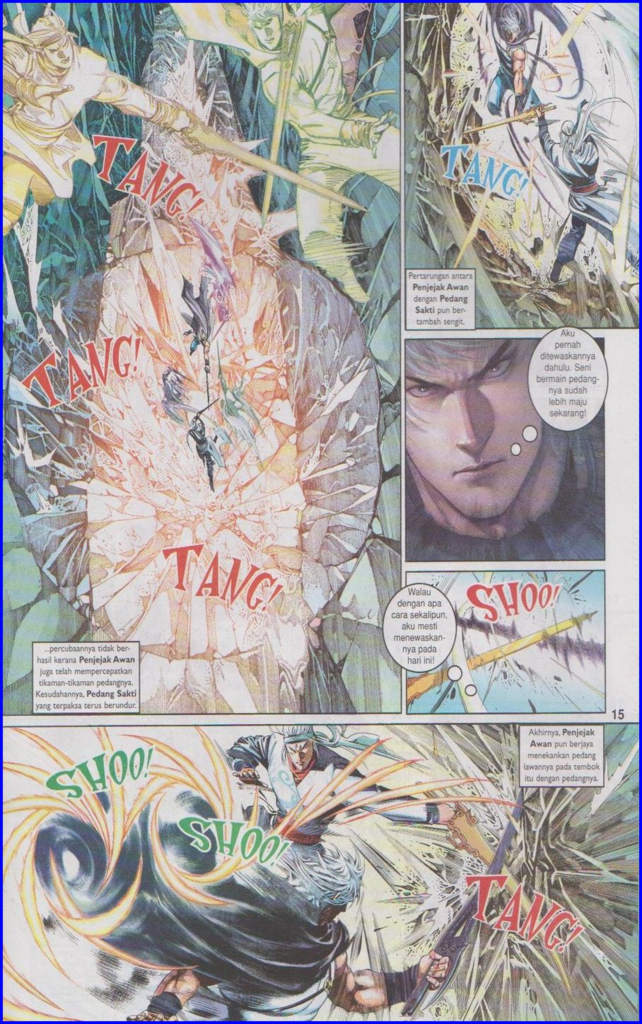 TANG!
TANG!
TANG!
...percubaannya tidak ber-
hasil kerana Penjejak Awan
juga telah mempercepatkan
tikaman-tikaman pedangnya.
Kesudahannya, Pedang Sakti
yang terpaksa terus berundur.
TANG!
Pertarungan antara
Penjejak Awan
dengan Pedang
Sakti pun ber-
tambah sengit.
Aku
pernah
ditewaskannya
dahulu. Seni
bermain pedang-
nya sudah
lebih maju
sekarang!
SHOO!
Walau
dengan apa
cara sekalipun,
aku mesti
menewaskan-
nya pada
hari ini!
15
SHOO!
SHOO!
Akhirnya, Penjejak
Awan pun berjaya
menekankan pedang
lawannya pada tembok
itu dengan pedangnya.
TANG!